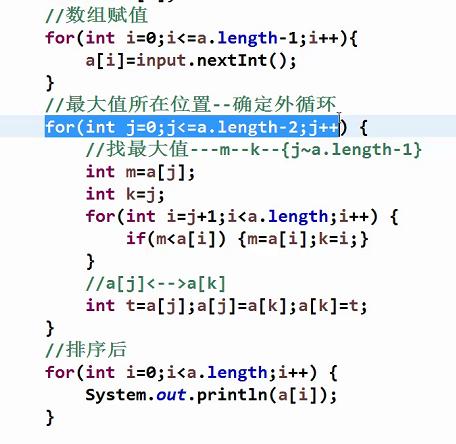 //数组赋值
for(int i=0;i<=a.length-1;i++){
a[i]=input.nextInt();
}
//最大值所在位置--确定外循环
for(int j=0;j<=a.length-2;j++) {
//找最大值---m--k--{j~a.length-1}
int m=a[j];
int k=j;
for(int i=j+1;i<a.length;i++) {
if(m<a[i]) {m=a[i];k=i;}
}
//a[j]<-->a[k]
int t=a[j];a[j]=a[k];a[k]=t;
}
//排序后
for(int i=0;i<a.length;i++) {
System.out.println(a[i]);
}